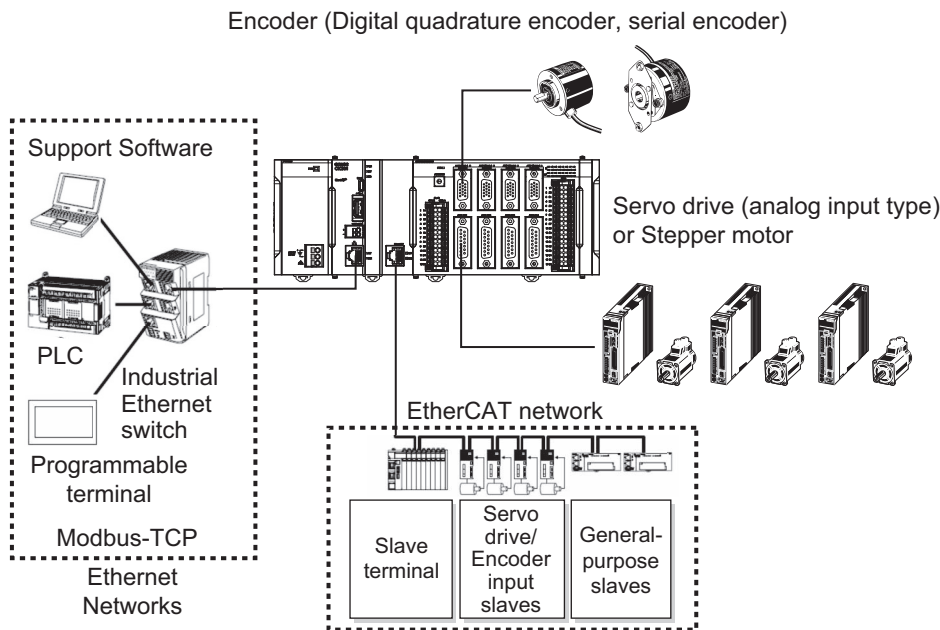 Encoder (Digital quadrature encoder, serial encoder)
Support Software
PLC
Industrial
Ethernet
switch
Programmable
terminal
Modbus-TCP
Ethernet
Networks
Servo drive (analog input type)
or Stepper motor
EtherCAT network
Slave
terminal
Servo
drive/
Encoder
input
slaves
General-
purpose
slaves